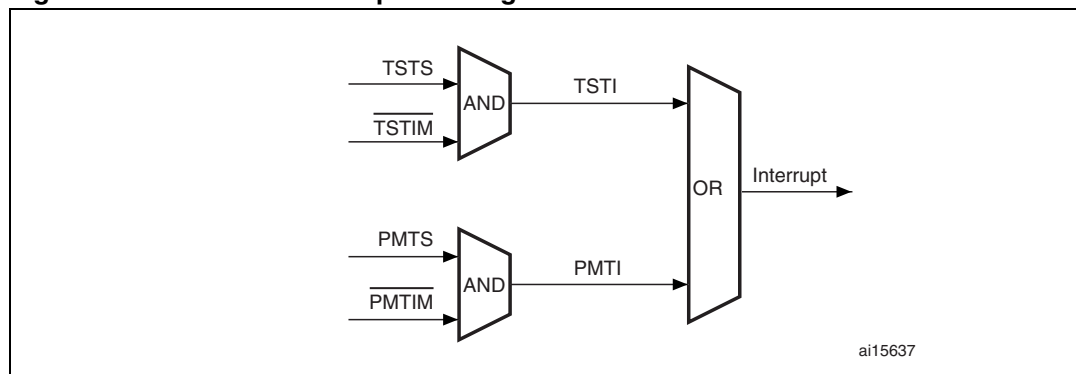 TSTS
TSTIM
AND
TSTI
PMTS
PMTIM
AND
PMTI
OR
Interrupt
ai15637